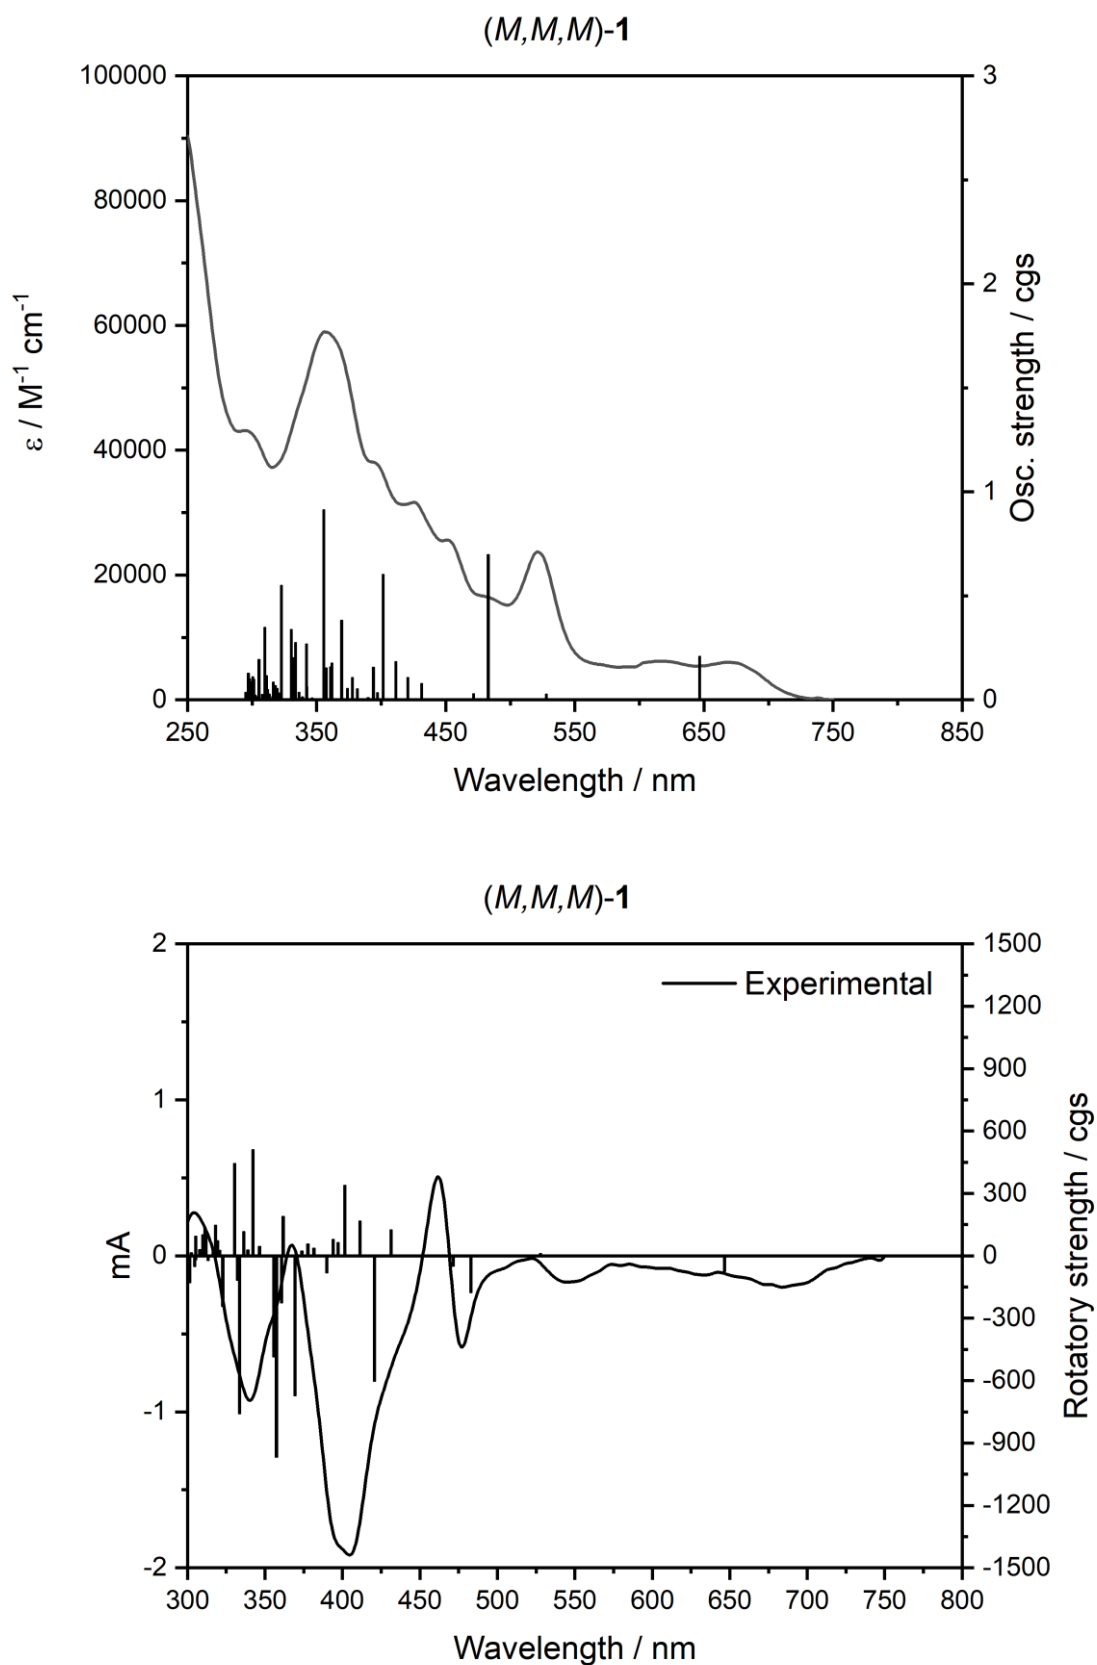 (M,M,M)-1
100000
80000
60000
40000
20000
0
ε / M-1 cm-1
3
2
1
0
Osc. strength / cgs
250 350 450 550 650 750 850
Wavelength / nm
(M,M,M)-1
Experimental
2
1
0
-1
-2
mA
1500
1200
900
600
300
0
-300
-600
-900
-1200
-1500
Rotatory strength / cgs
300 350 400 450 500 550 600 650 700 750 800
Wavelength / nm